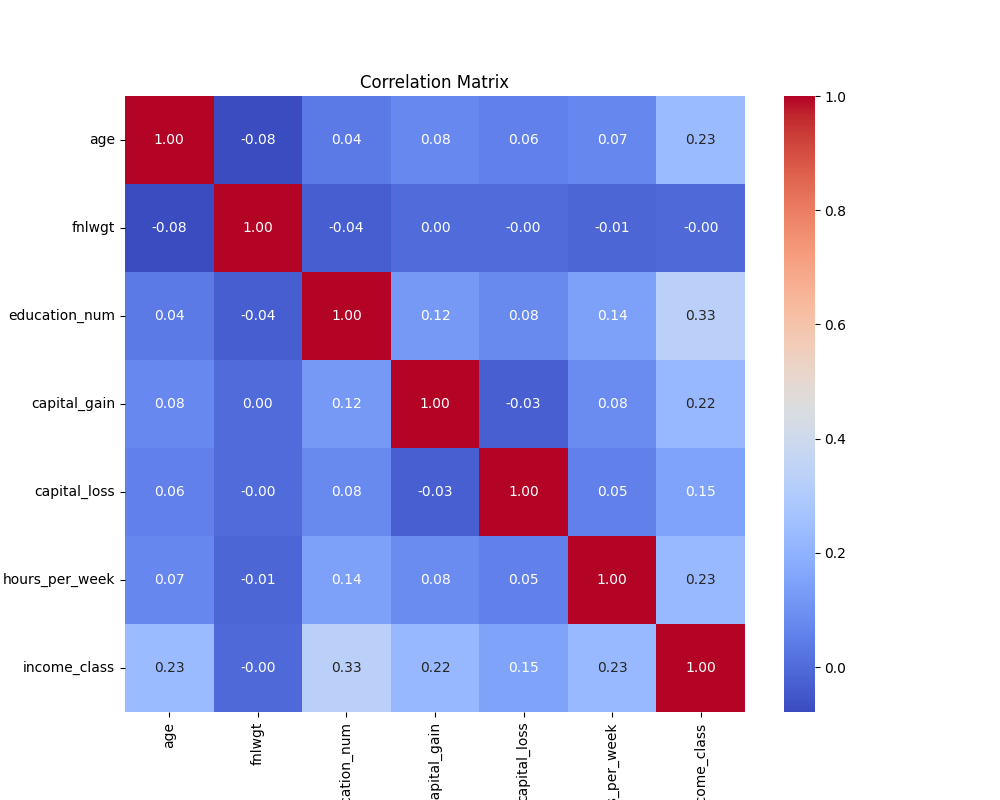 Correlation Matrix
age 1.00 -0.08 0.04 0.08 0.06 0.07 0.23
fnlwgt -0.08 1.00 -0.04 0.00 -0.00 -0.01 -0.00
education_num 0.04 -0.04 1.00 0.12 0.08 0.14 0.33
capital_gain 0.08 0.00 0.12 1.00 -0.03 0.08 0.22
capital_loss 0.06 -0.00 0.08 -0.03 1.00 0.05 0.15
hours_per_week 0.07 -0.01 0.14 0.08 0.05 1.00 0.23
income_class 0.23 -0.00 0.33 0.22 0.15 0.23 1.00
age
fnlwgt
cation_num
apital_gain
capital_loss
s_per_week
come_class
1.0
0.8
0.6
0.4
0.2
0.0